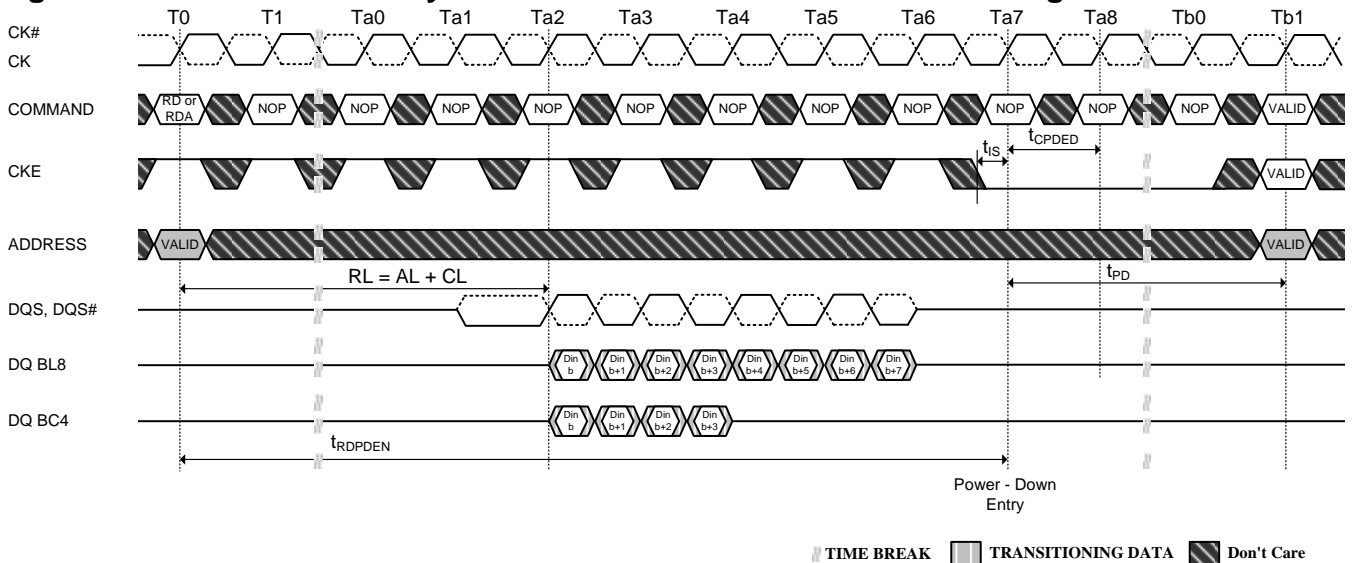 T0 T1 Ta0 Ta1 Ta2 Ta3 Ta4 Ta5 Ta6 Ta7 Ta8 Tb0 Tb1
CK#
CK
COMMAND RD or RDA NOP NOP NOP NOP NOP NOP NOP NOP NOP NOP NOP VALID
tIS tCPDED
CKE VALID
ADDRESS VALID VALID
RL = AL + CL tPD
DQS, DQS#
DQ BL8 Din b Din b+1 Din b+2 Din b+3 Din b+4 Din b+5 Din b+6 Din b+7
DQ BC4 Din b Din b+1 Din b+2 Din b+3
tRDPDEN
Power - Down
Entry
TIME BREAK TRANSITIONING DATA Don't Care